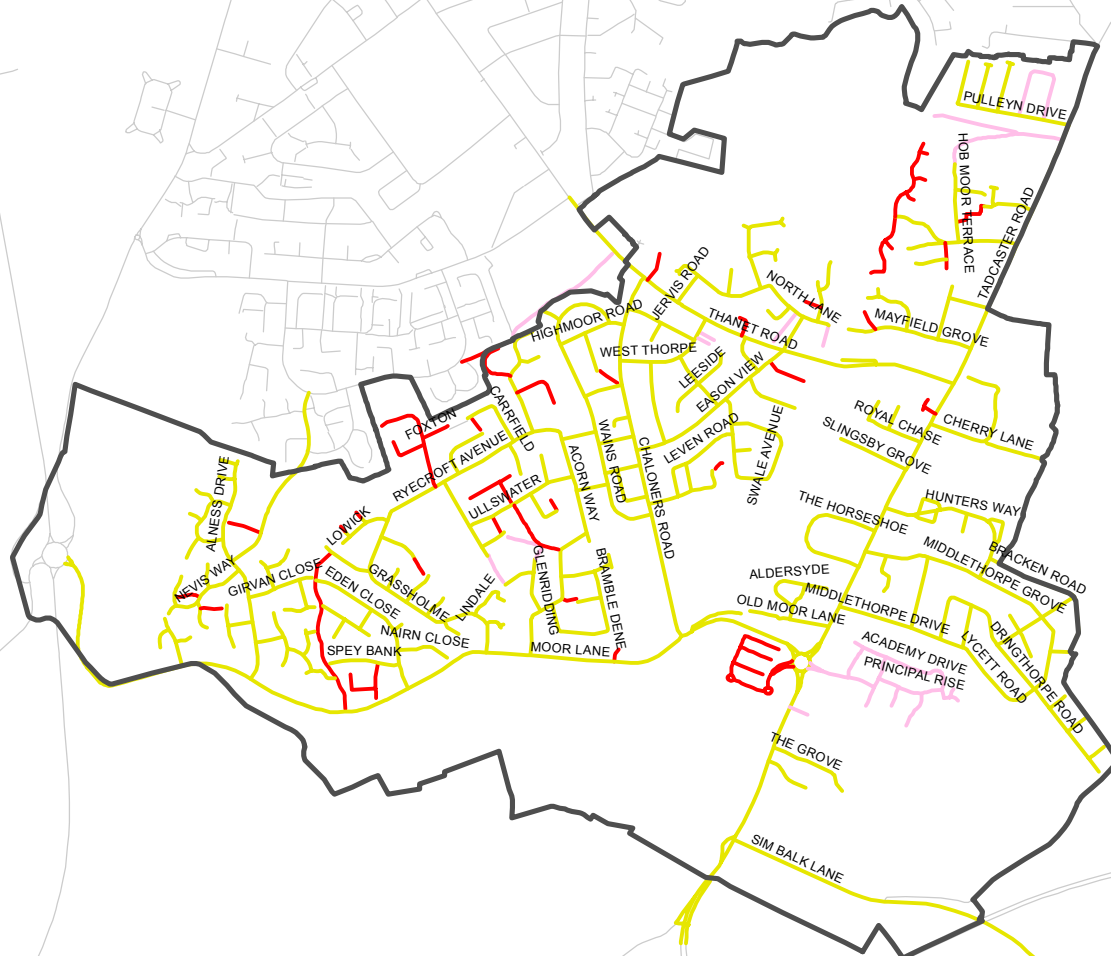 PULLEYN DRIVE
HOB MOOR TERRACE
TADCASTER ROAD
JERVIS ROAD
NORTH LANE
HIGHMOOR ROAD
THANET ROAD
MAYFIELD GROVE
WEST THORPE
LEESIDE
EASON VIEW
CARRFIELD
FOXTON
ROYAL CHASE
CHERRY LANE
SLINGSBY GROVE
WAINS ROAD
CHALONERS ROAD
LEVEN ROAD
SWALE AVENUE
RYECROFT AVENUE
ACORN WAY
ULLSWATER
ALNESS DRIVE
LOWICK
THE HORSESHOE
HUNTERS WAY
BRACKEN ROAD
MIDDLETHORPE GROVE
NEVIS WAY
GIRVAN CLOSE
EDEN CLOSE
GRASSHOLME
LINDALE
GLENRIDDING
BRAMBLE DENE
ALDERSYDE
OLD MOOR LANE
MIDDLETHORPE DRIVE
NAIRN CLOSE
SPEY BANK
MOOR LANE
ACADEMY DRIVE
PRINCIPAL RISE
LYCETT ROAD
DRINGTHORPE ROAD
THE GROVE
SIM BALK LANE